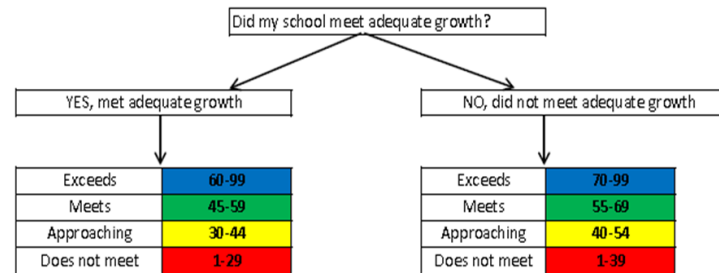 Did my school meet adequate growth?
YES, met adequate growth
NO, did not meet adequate growth
Exceeds 60-99
Meets 45-59
Approaching 30-44
Does not meet 1-29
Exceeds 70-99
Meets 55-69
Approaching 40-54
Does not meet 1-39